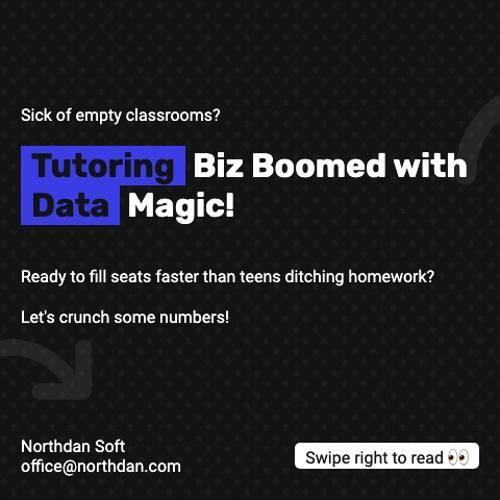 Sick of empty classrooms?
Tutoring Biz Boomed with
Data Magic!
Ready to fill seats faster than teens ditching homework?
Let's crunch some numbers!
Northdan Soft
office@northdan.com
Swipe right to read 👀